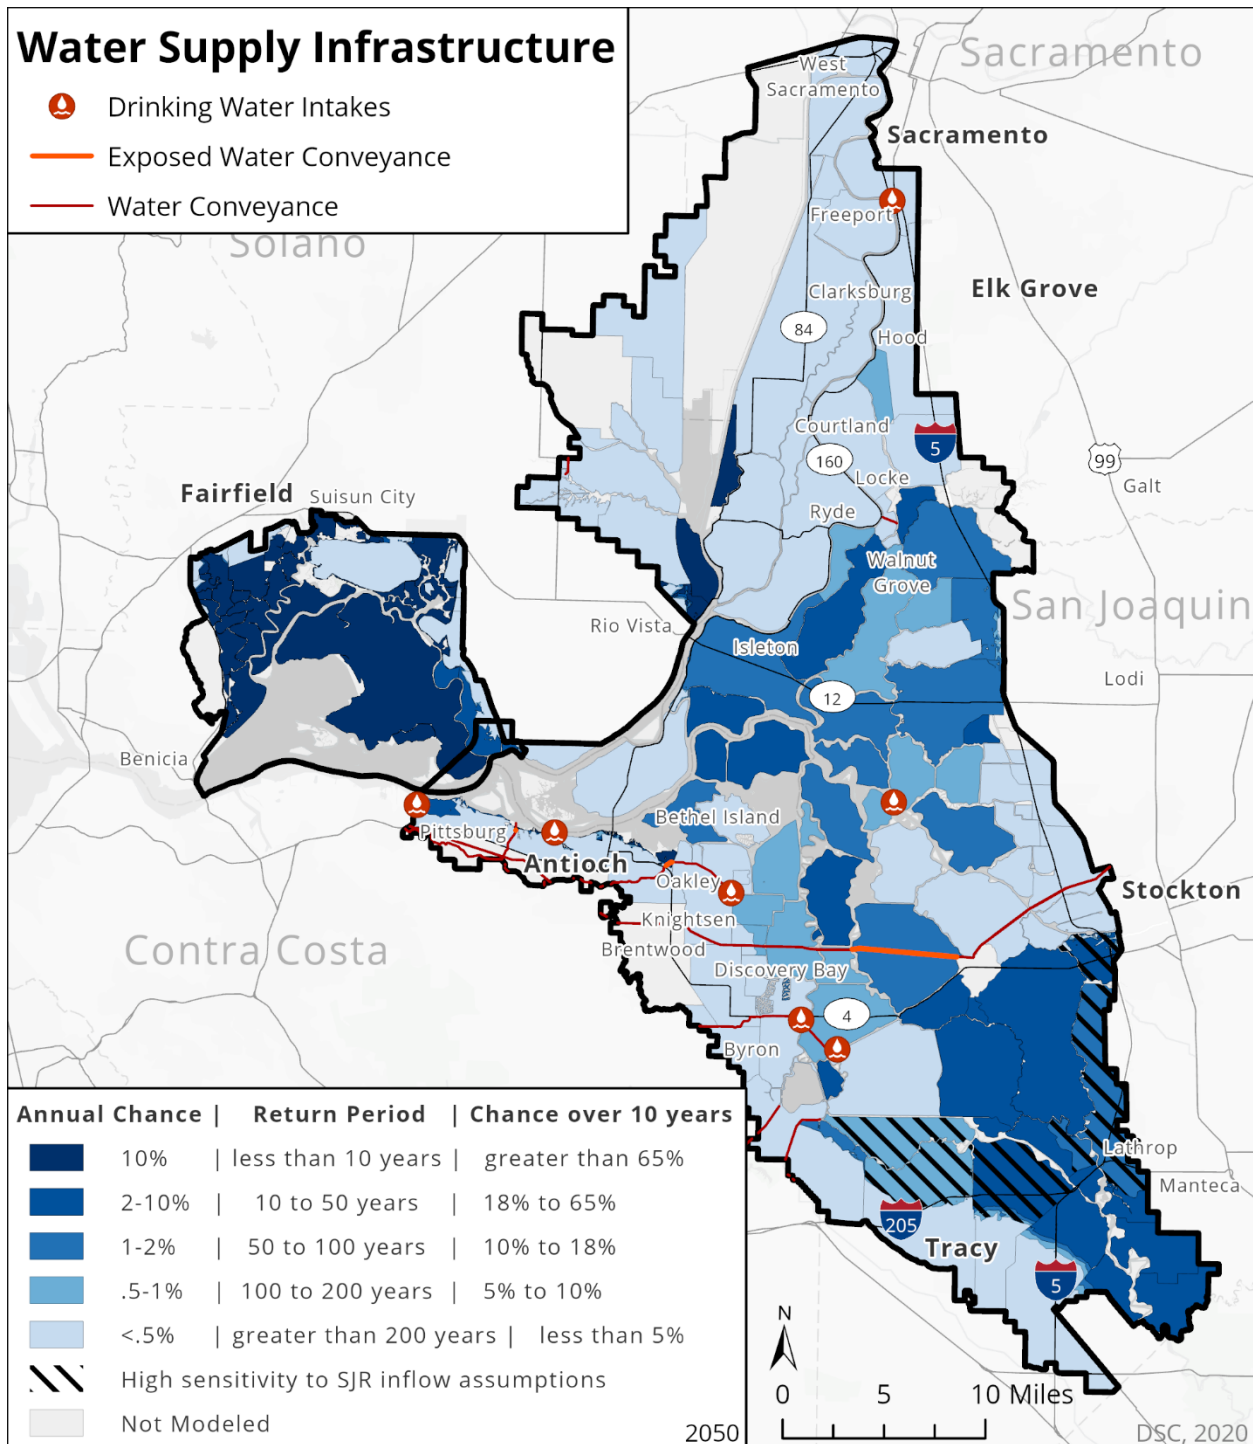 Water Supply Infrastructure
Drinking Water Intakes
Exposed Water Conveyance
Water Conveyance
Sacramento
West
Sacramento
Sacramento
Freeport
Solano
Elk Grove
Clarksburg
84
Hood
Courtland
5
160
99
Locke
Galt
Fairfield
Suisun City
Ryde
Walnut
Grove
San Joaquin
Rio Vista
Isleton
Lodi
12
Benicia
Bethel Island
Pittsburg
Antioch
Oakley
Stockton
Knightsen
Brentwood
Contra Costa
Discovery Bay
4
Byron
Annual Chance | Return Period | Chance over 10 years
10% | less than 10 years | greater than 65%
2-10% | 10 to 50 years | 18% to 65%
1-2% | 50 to 100 years | 10% to 18%
.5-1% | 100 to 200 years | 5% to 10%
<.5% | greater than 200 years | less than 5%
High sensitivity to SJR inflow assumptions
Not Modeled
Lathrop
Manteca
205
Tracy
5
N
0 5 10 Miles
2050
DSC, 2020